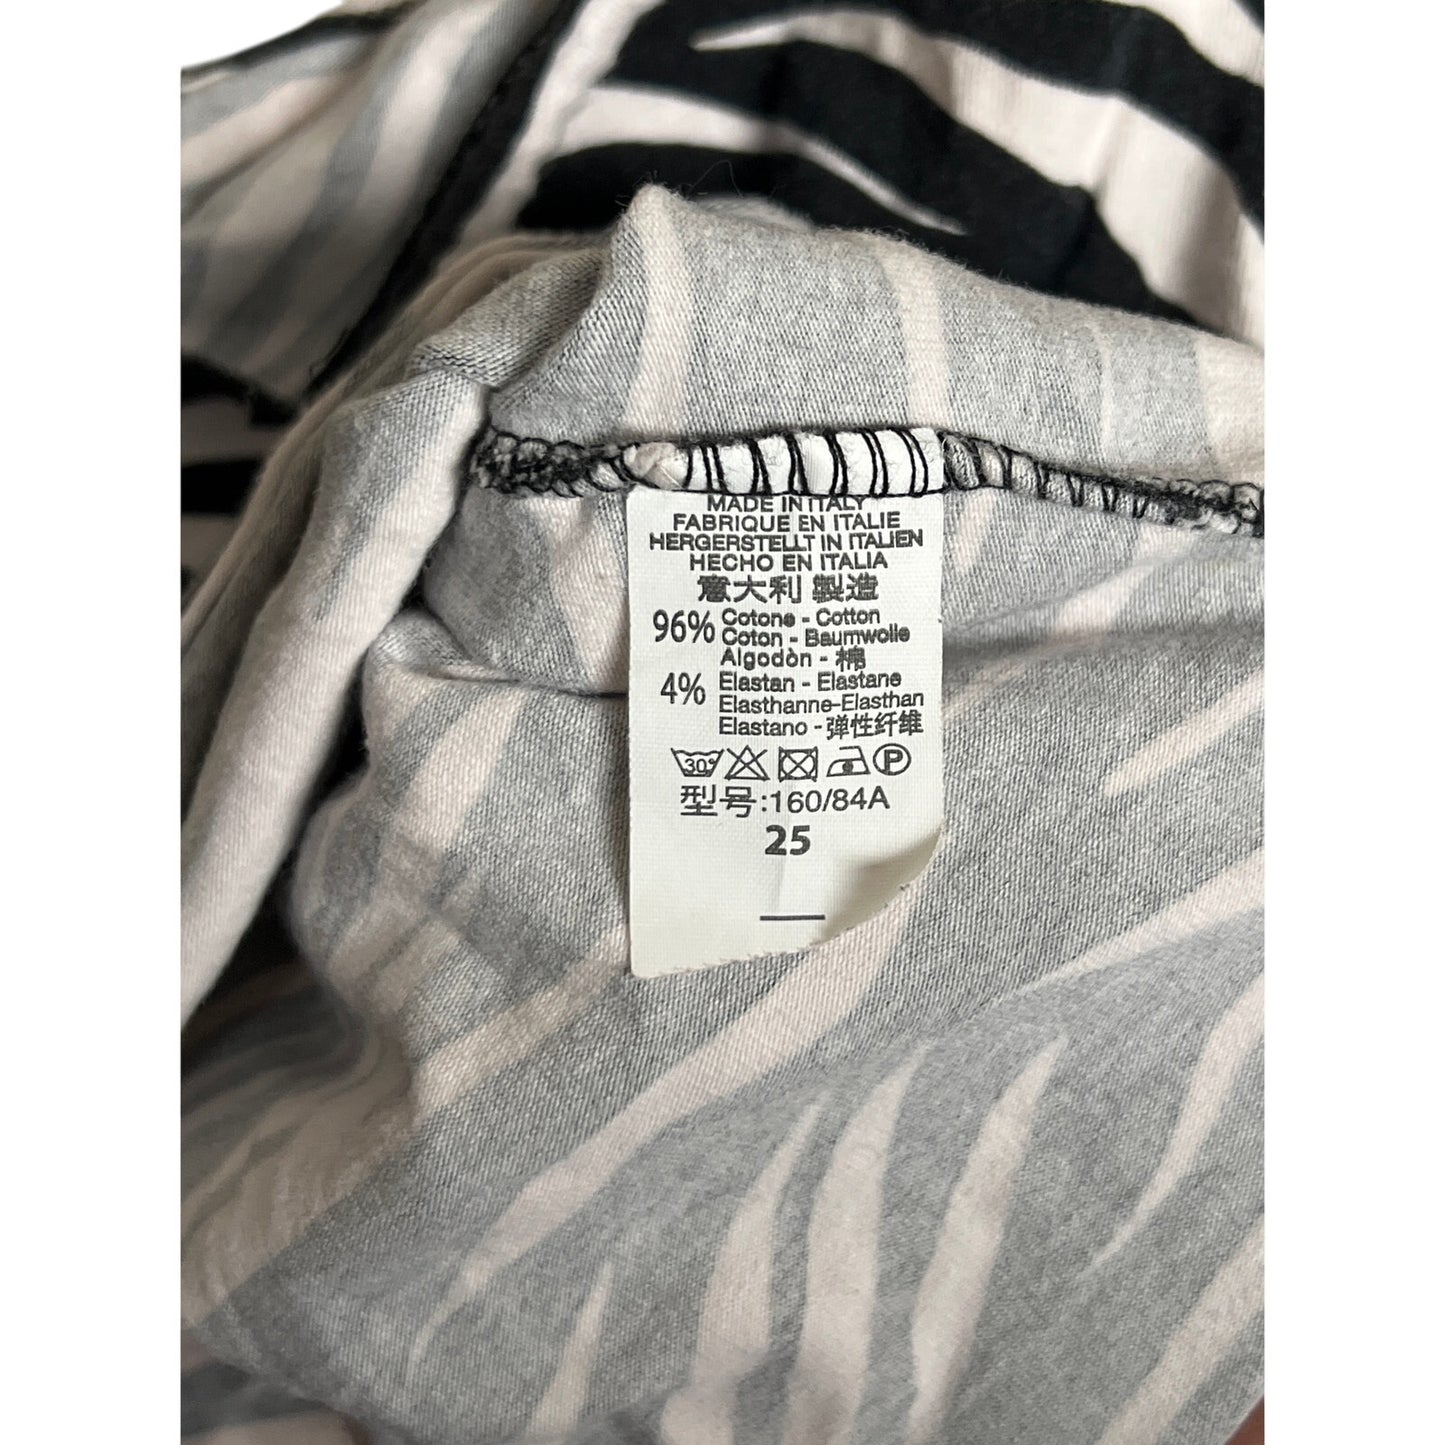 MADE IN ITALY
FABRIQUE EN ITALIE
HERGERSTELLT IN ITALIEN
HECHO EN ITALIA
意大利 製造
96% Cotone - Cotton
Coton - Baumwolle
Algodòn - 棉
4% Elastan - Elastane
Elasthanne-Elasthan
Elastano - 弹性纤维
30° P
型号:160/84A
25